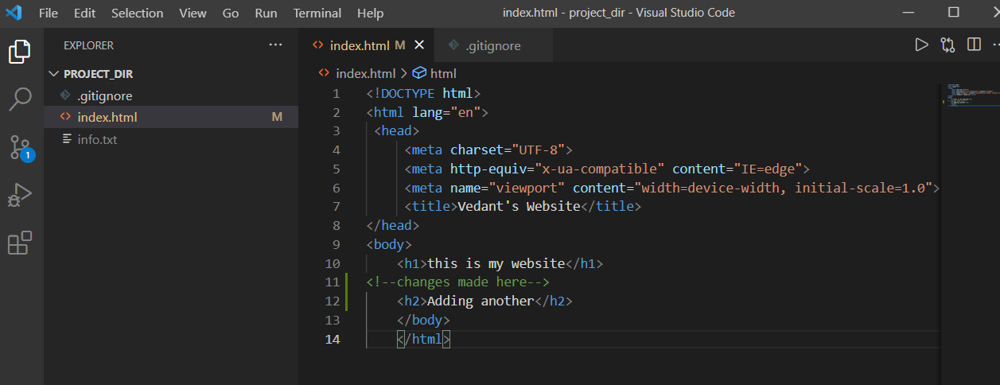 File Edit Selection View Go Run Terminal Help index.html - project_dir - Visual Studio Code
EXPLORER
PROJECT_DIR
.gitignore
index.html M
info.txt
1
index.html M .gitignore
index.html > html
1 <!DOCTYPE html>
2 <html lang="en">
3 <head>
4 <meta charset="UTF-8">
5 <meta http-equiv="x-ua-compatible" content="IE=edge">
6 <meta name="viewport" content="width=device-width, initial-scale=1.0">
7 <title>Vedant's Website</title>
8 </head>
9 <body>
10 <h1>this is my website</h1>
11 <!--changes made here-->
12 <h2>Adding another</h2>
13 </body>
14 </html>